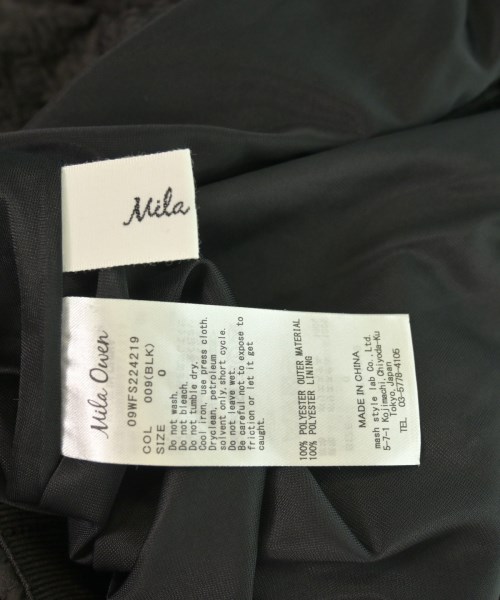 Mila
Mila Owen
09WFS224219
COL 009(BLK)
SIZE 0
Do not wash.
Do not bleach.
Do not tumble dry.
Cool iron, use press cloth.
Dryclean, petroleum
solvent only, short cycle.
Do not leave wet.
Be careful not to expose to
friction or let it get
caught.
100% POLYESTER OUTER MATERIAL
100% POLYESTER LINING
MADE IN CHINA
mash style lab Co.,Ltd.
5-7-1 Kojimachi, Chiyoda-Ku
Tokyo, Japan
TEL 03-5778-4105